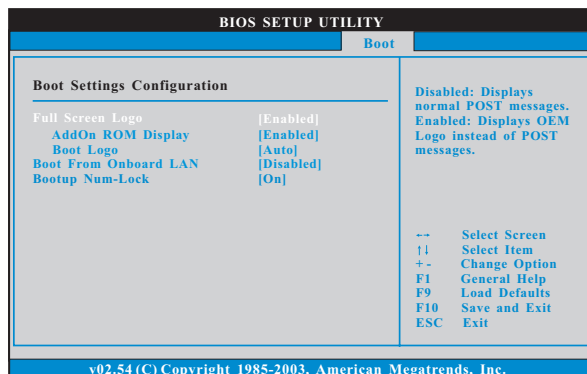 BIOS SETUP UTILITY
Boot
Boot Settings Configuration
Full Screen Logo [Enabled]
AddOn ROM Display [Enabled]
Boot Logo [Auto]
Boot From Onboard LAN [Disabled]
Bootup Num-Lock [On]
Disabled: Displays
normal POST messages.
Enabled: Displays OEM
Logo instead of POST
messages.
←→ Select Screen
↑↓ Select Item
+ - Change Option
F1 General Help
F9 Load Defaults
F10 Save and Exit
ESC Exit
v02.54 (C) Copyright 1985-2003, American Megatrends, Inc.